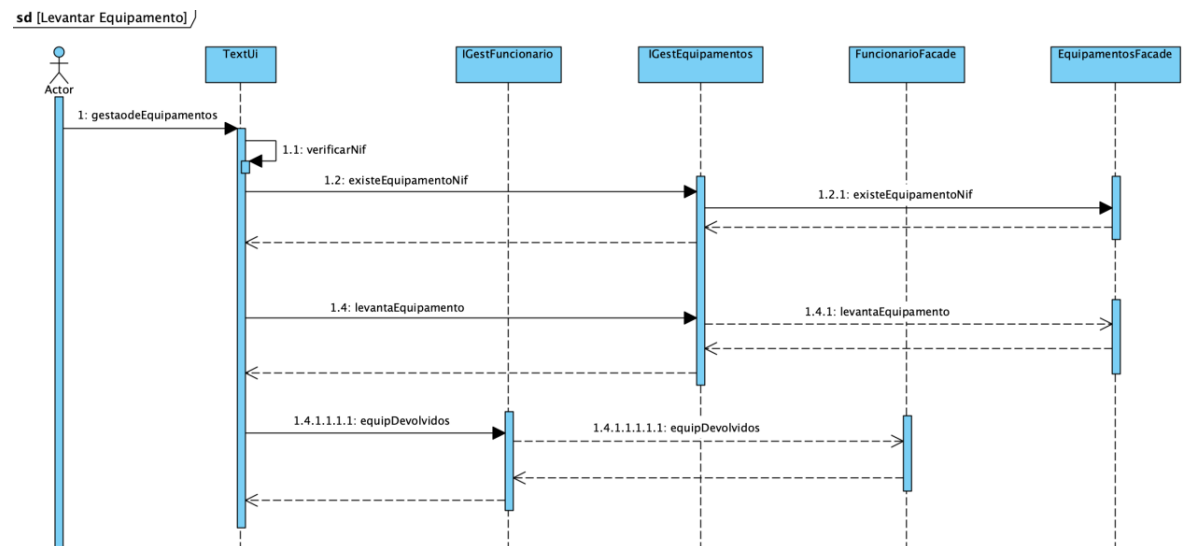 sd [Levantar Equipamento]
TextUi
IGestFuncionario
IGestEquipamentos
FuncionarioFacade
EquipamentosFacade
Actor
1: gestaodeEquipamentos
1.1: verificarNif
1.2: existeEquipamentoNif
1.2.1: existeEquipamentoNif
1.4: levantaEquipamento
1.4.1: levantaEquipamento
1.4.1.1.1.1: equipDevolvidos
1.4.1.1.1.1.1: equipDevolvidos